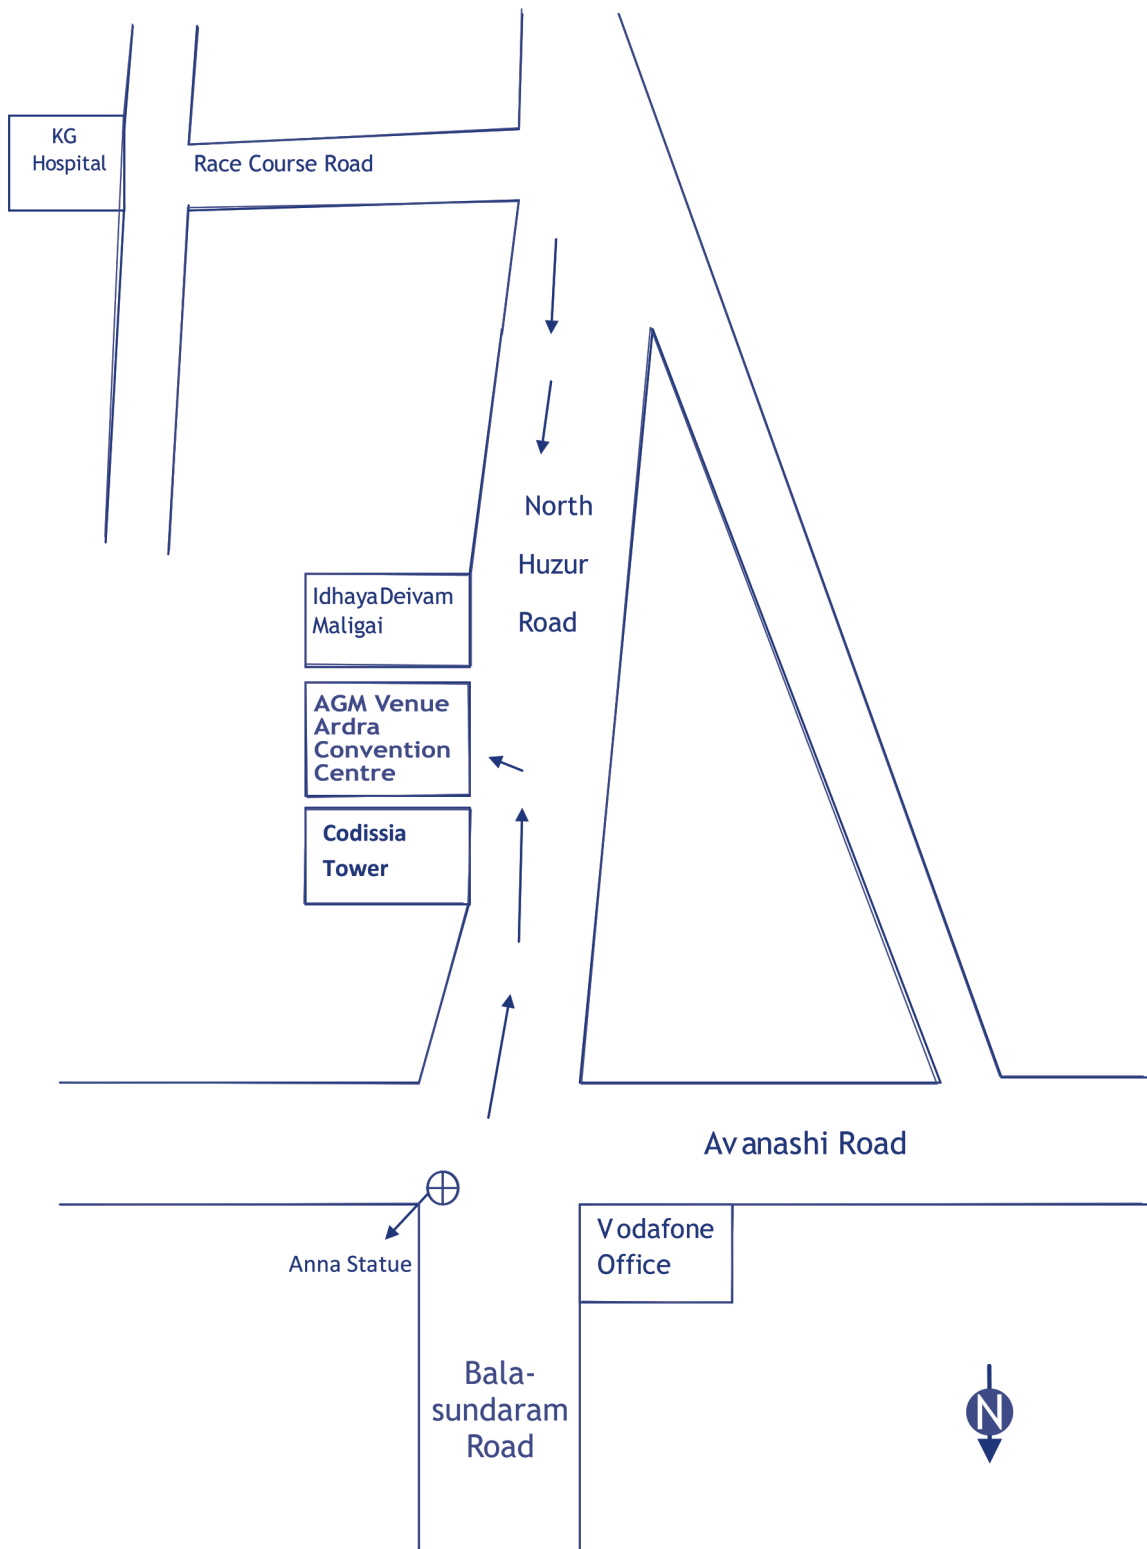 KG
Hospital
Race Course Road
North
Huzur
Road
IdhayaDeivam
Maligai
AGM Venue
Ardra
Convention
Centre
Codissia
Tower
Avanashi Road
Anna Statue
Vodafone
Office
Bala-
sundaram
Road
N